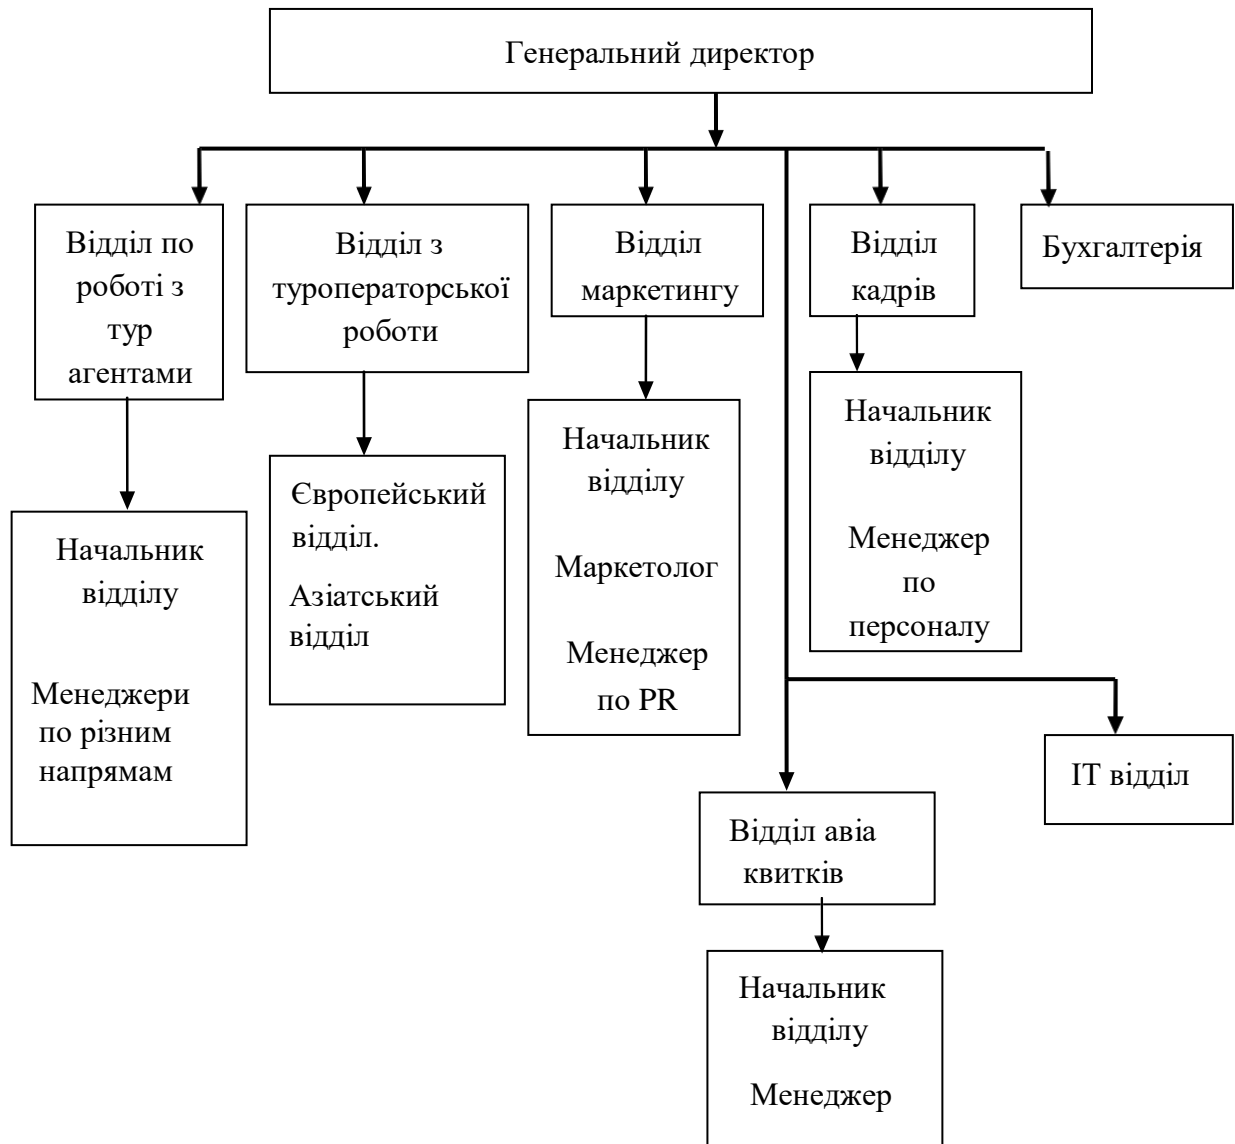 Генеральний директор
Відділ по
роботі з
тур
агентами
Відділ з
туроператорської
роботи
Відділ
маркетингу
Відділ
кадрів
Бухгалтерія
Начальник
відділу
Менеджери
по різним
напрямам
Європейський
відділ.
Азіатський
відділ
Начальник
відділу
Маркетолог
Менеджер
по PR
Начальник
відділу
Менеджер
по
персоналу
ІТ відділ
Відділ авіа
квитків
Начальник
відділу
Менеджер